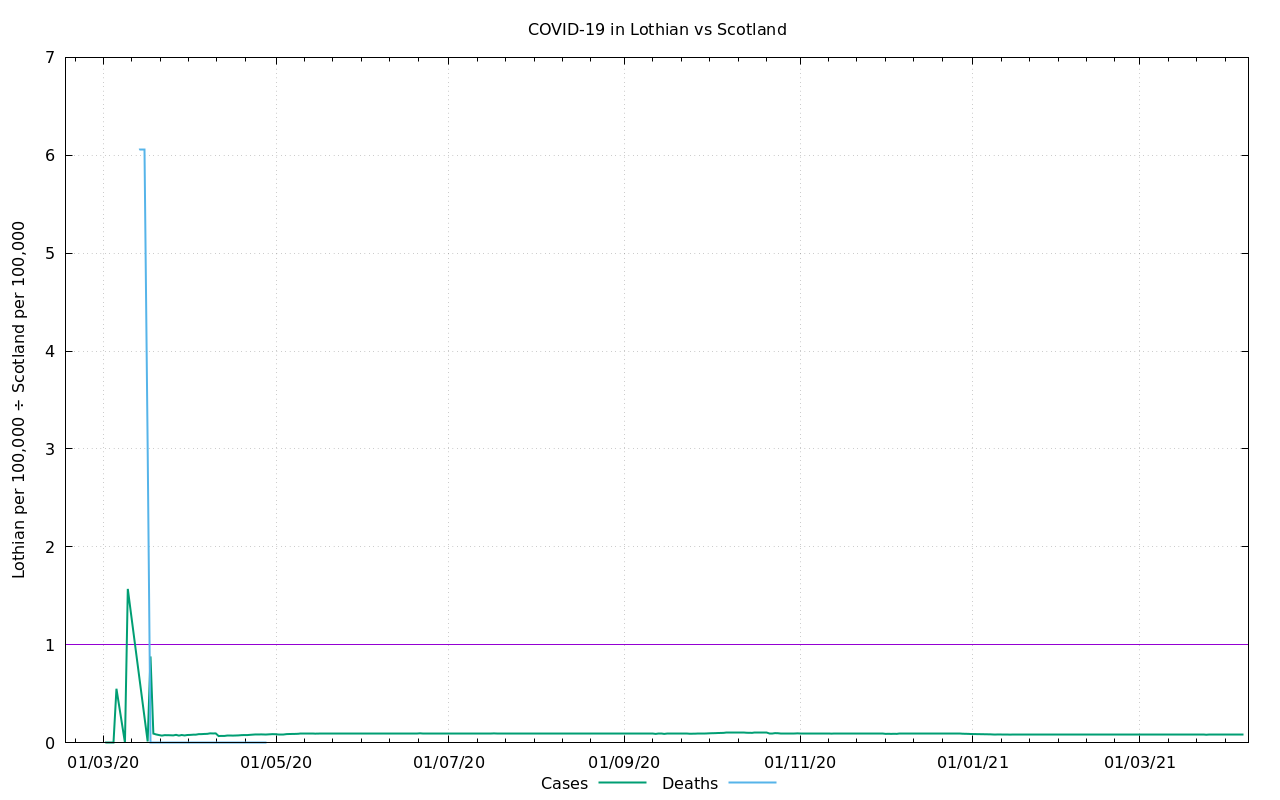 COVID-19 in Lothian vs Scotland
Lothian per 100,000 ÷ Scotland per 100,000
7
6
5
4
3
2
1
0
01/03/20 01/05/20 01/07/20 01/09/20 01/11/20 01/01/21 01/03/21
Cases Deaths